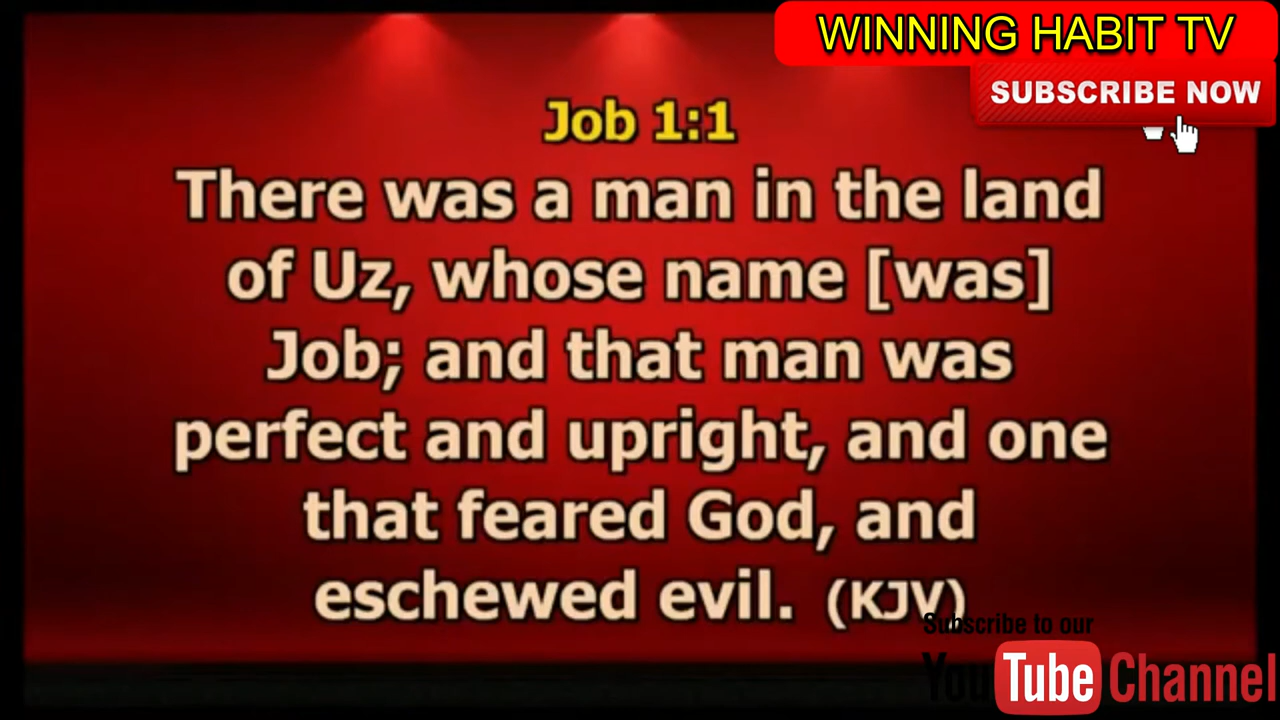 WINNING HABIT TV
SUBSCRIBE NOW
Job 1:1
There was a man in the land
of Uz, whose name [was]
Job; and that man was
perfect and upright, and one
that feared God, and
eschewed evil. (KJV)
Subscribe to our
YouTube Channel